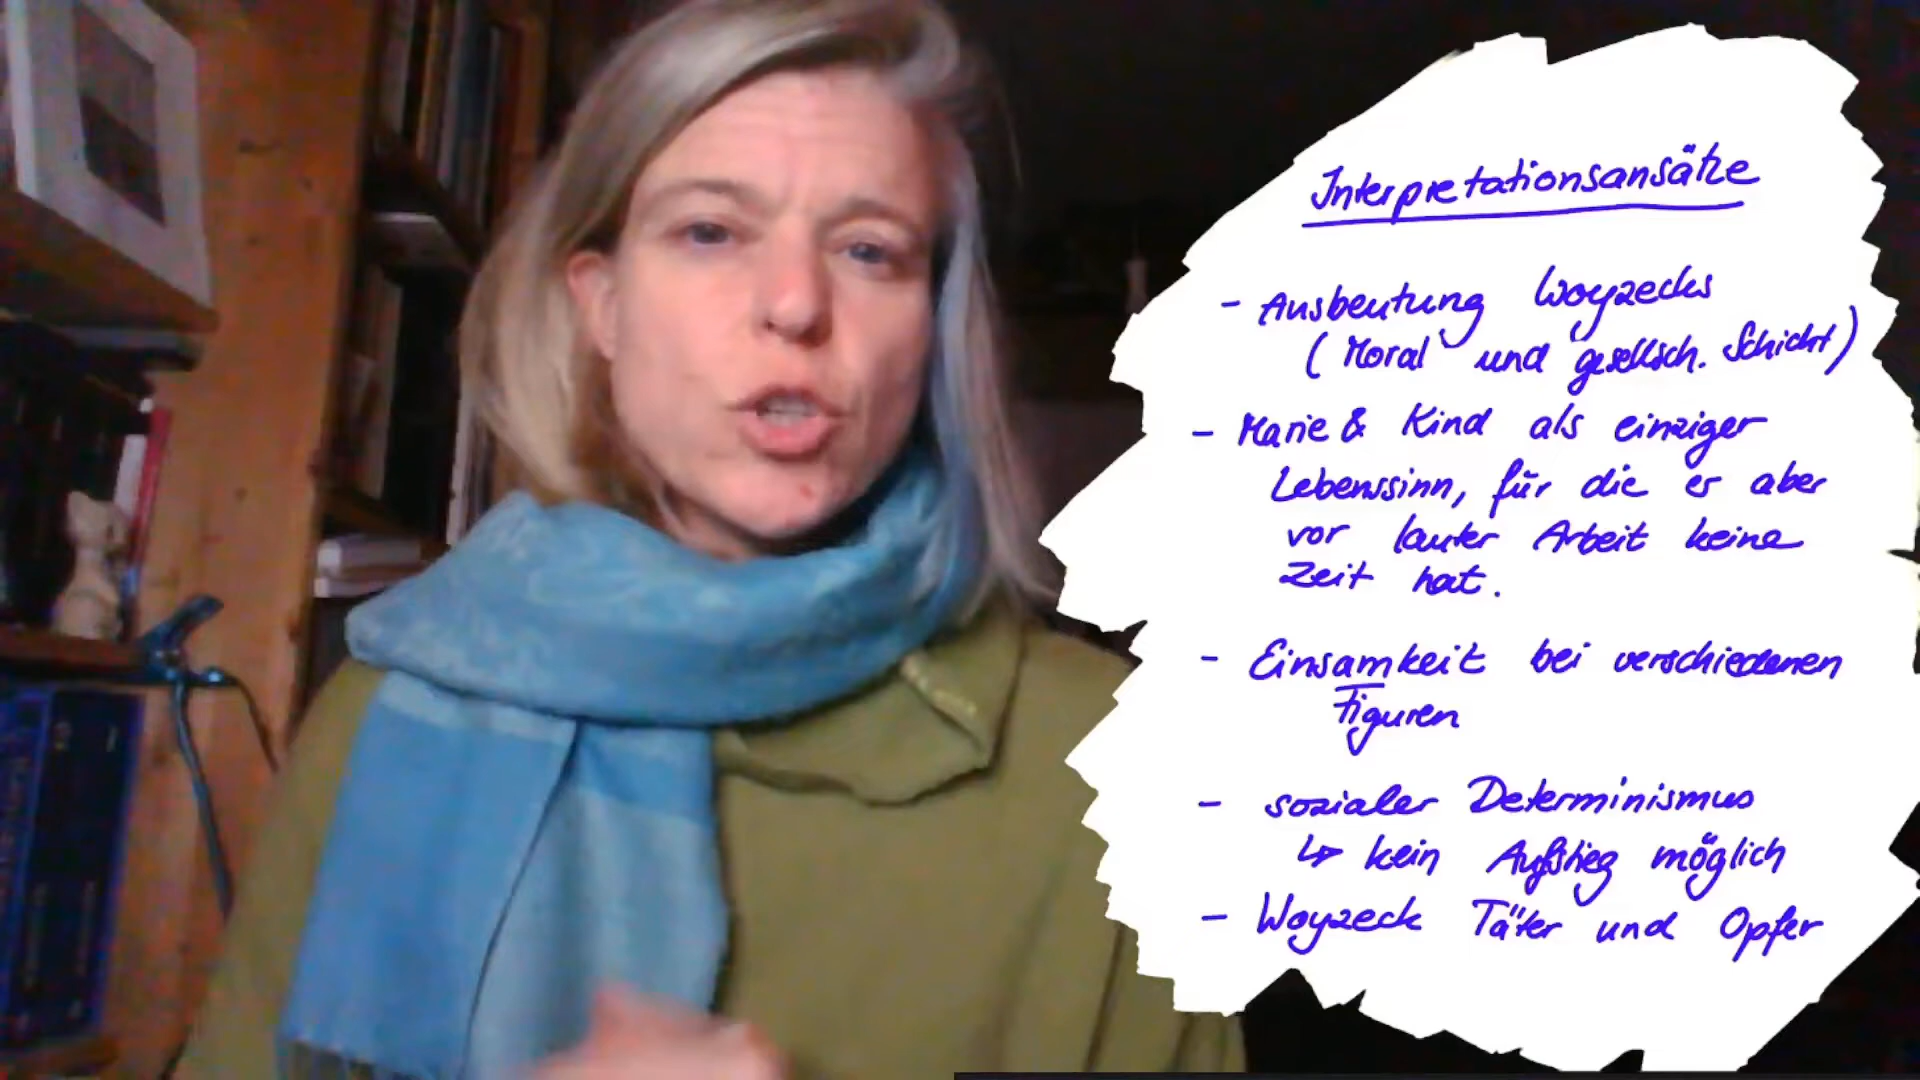 Interpretationsansätze
- Ausbeutung Woyzecks
(Moral und gesellsch. Schicht)
- Marie & Kind als einziger
Lebenssinn, für die er aber
vor lauter Arbeit keine
Zeit hat.
- Einsamkeit bei verschiedenen
Figuren
- sozialer Determinismus
↳ kein Aufstieg möglich
- Woyzeck Täter und Opfer